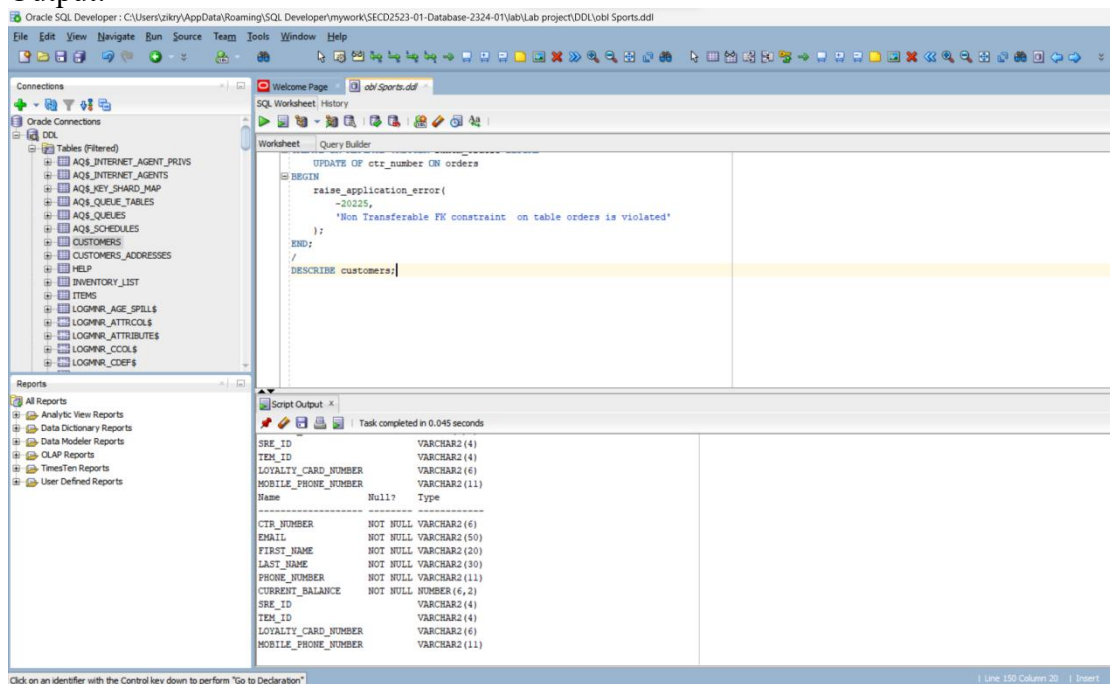 Output:
Oracle SQL Developer : C:\Users\zikry\AppData\Roaming\SQL Developer\mywork\SECD2523-01-Database-2324-01\lab\Lab project\DDL\obl Sports.ddl
File Edit View Navigate Run Source Team Tools Window Help
Connections
Oracle Connections
DDL
Tables (Filtered)
AQ$_INTERNET_AGENT_PRIVS
AQ$_INTERNET_AGENTS
AQ$_KEY_SHARD_MAP
AQ$_QUEUE_TABLES
AQ$_QUEUES
AQ$_SCHEDULES
CUSTOMERS
CUSTOMERS_ADDRESSES
HELP
INVENTORY_LIST
ITEMS
LOGMNR_AGE_SPILL$
LOGMNR_ATTRCOL$
LOGMNR_ATTRIBUTE$
LOGMNR_CCOL$
LOGMNR_CDEF$
Reports
All Reports
Analytic View Reports
Data Dictionary Reports
Data Modeler Reports
OLAP Reports
TimesTen Reports
User Defined Reports
Welcome Page obl Sports.ddl
SQL Worksheet History
Worksheet Query Builder
UPDATE OF ctr_number ON orders
BEGIN
raise_application_error(
-20225,
'Non Transferable FK constraint  on table orders is violated'
);
END;
/
DESCRIBE customers;
Script Output x
Task completed in 0.045 seconds
SRE_ID VARCHAR2(4)
TEM_ID VARCHAR2(4)
LOYALTY_CARD_NUMBER VARCHAR2(6)
MOBILE_PHONE_NUMBER VARCHAR2(11)
Name Null? Type
------------------- -------- ------------
CTR_NUMBER NOT NULL VARCHAR2(6)
EMAIL NOT NULL VARCHAR2(50)
FIRST_NAME NOT NULL VARCHAR2(20)
LAST_NAME NOT NULL VARCHAR2(30)
PHONE_NUMBER NOT NULL VARCHAR2(11)
CURRENT_BALANCE NOT NULL NUMBER(6,2)
SRE_ID VARCHAR2(4)
TEM_ID VARCHAR2(4)
LOYALTY_CARD_NUMBER VARCHAR2(6)
MOBILE_PHONE_NUMBER VARCHAR2(11)
Click on an identifier with the Control key down to perform "Go to Declaration"
Line 150 Column 20 | Insert